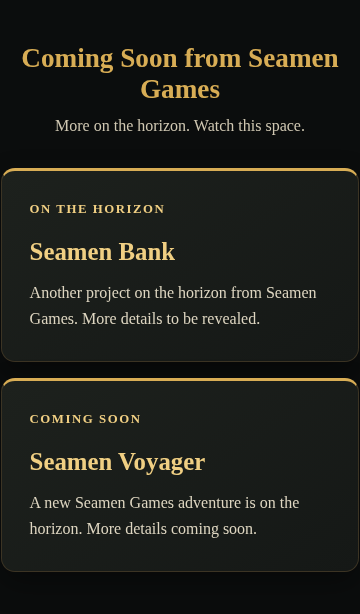 Coming Soon from Seamen
Games
More on the horizon. Watch this space.
ON THE HORIZON
Seamen Bank
Another project on the horizon from Seamen
Games. More details to be revealed.
COMING SOON
Seamen Voyager
A new Seamen Games adventure is on the
horizon. More details coming soon.